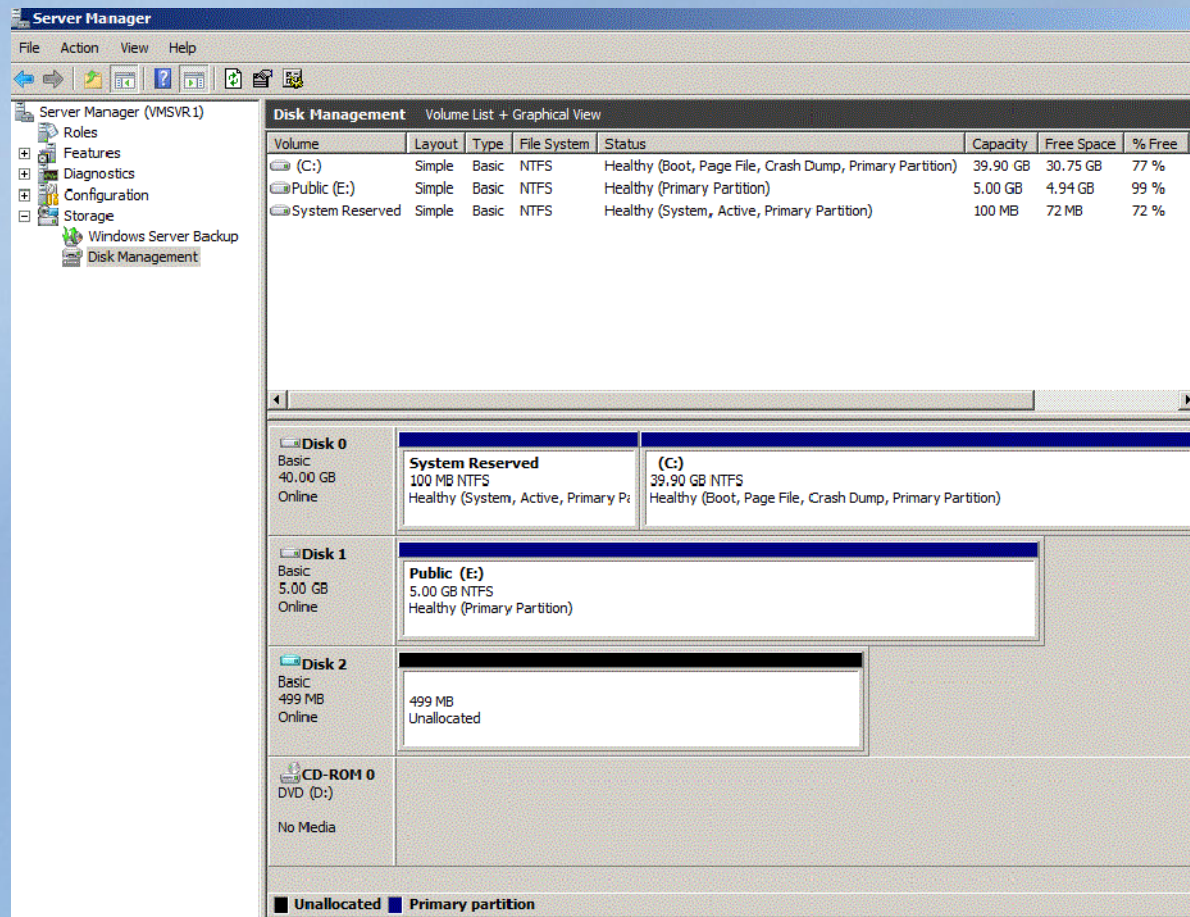 Server Manager
File Action View Help
Server Manager (VMSVR1)
Roles
Features
Diagnostics
Configuration
Storage
Windows Server Backup
Disk Management
Disk Management Volume List + Graphical View
Volume Layout Type File System Status Capacity Free Space % Free
(C:) Simple Basic NTFS Healthy (Boot, Page File, Crash Dump, Primary Partition) 39.90 GB 30.75 GB 77 %
Public (E:) Simple Basic NTFS Healthy (Primary Partition) 5.00 GB 4.94 GB 99 %
System Reserved Simple Basic NTFS Healthy (System, Active, Primary Partition) 100 MB 72 MB 72 %
Disk 0
Basic
40.00 GB
Online
System Reserved
100 MB NTFS
Healthy (System, Active, Primary Pa
(C:)
39.90 GB NTFS
Healthy (Boot, Page File, Crash Dump, Primary Partition)
Disk 1
Basic
5.00 GB
Online
Public (E:)
5.00 GB NTFS
Healthy (Primary Partition)
Disk 2
Basic
499 MB
Online
499 MB
Unallocated
CD-ROM 0
DVD (D:)
No Media
Unallocated Primary partition